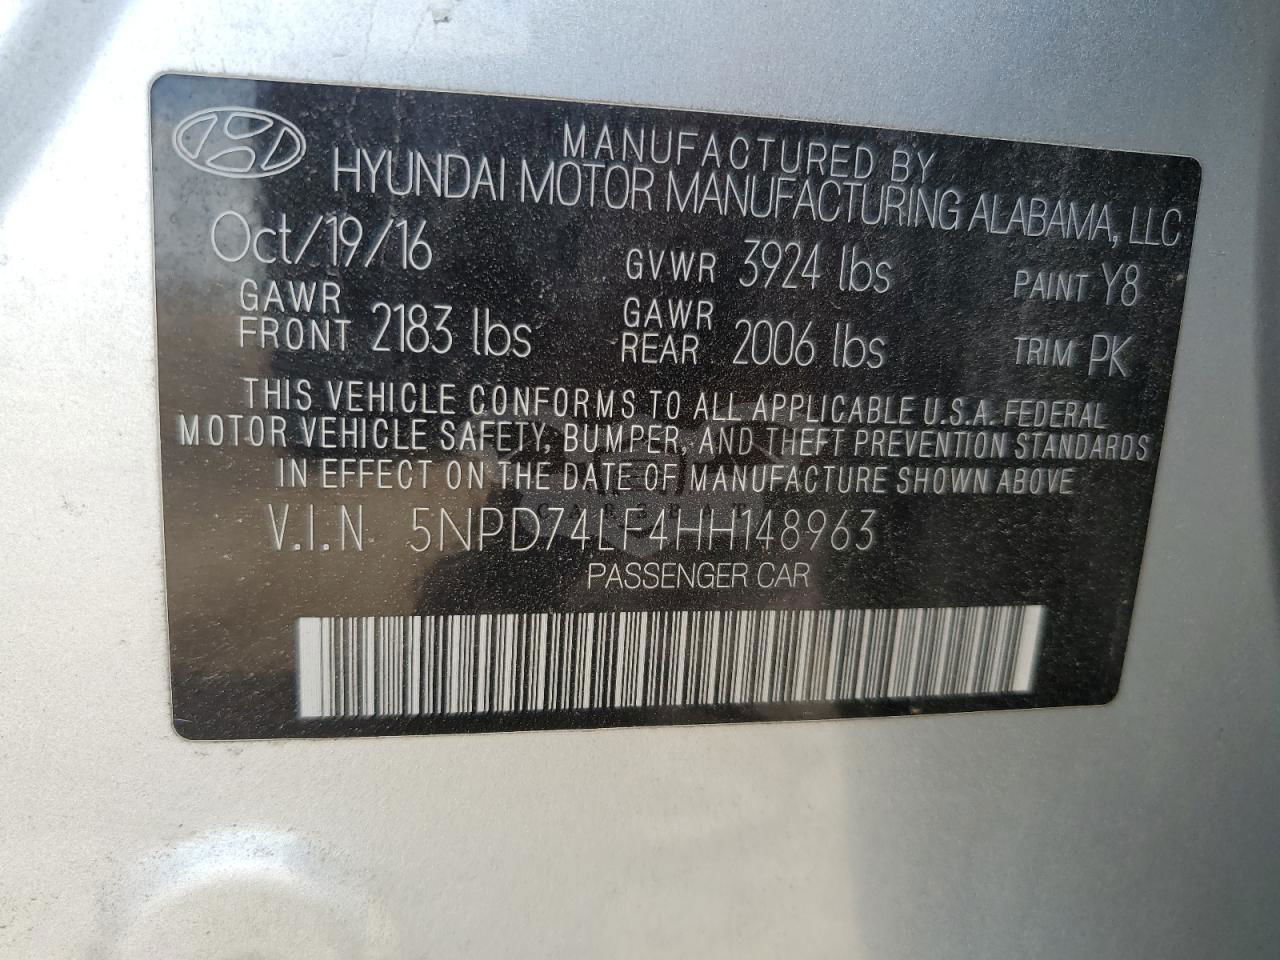 MANUFACTURED BY
HYUNDAI MOTOR MANUFACTURING ALABAMA, LLC
Oct/19/16 GVWR 3924 lbs PAINT Y8
GAWR FRONT 2183 lbs GAWR REAR 2006 lbs TRIM PK
THIS VEHICLE CONFORMS TO ALL APPLICABLE U.S.A. FEDERAL
MOTOR VEHICLE SAFETY, BUMPER, AND THEFT PREVENTION STANDARDS
IN EFFECT ON THE DATE OF MANUFACTURE SHOWN ABOVE
V.I.N 5NPD74LF4HH148963
PASSENGER CAR